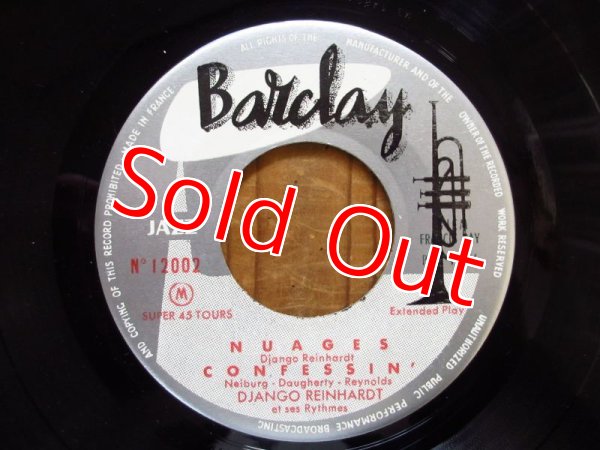 ALL RIGHTS OF THE MANUFACTURER AND OF THE OWNER OF THE RECORDED WORK RESERVED
Barclay
Sold Out
JAZZ
N° 12002
M
SUPER 45 TOURS
Extended Play
NUAGES
Django Reinhardt
CONFESSIN'
Neiburg - Daugherty - Reynolds
DJANGO REINHARDT
et ses Rythmes
UNAUTHORIZED PUBLIC PERFORMANCE BROADCASTING AND COPYING OF THIS RECORD PROHIBITED • MADE IN FRANCE